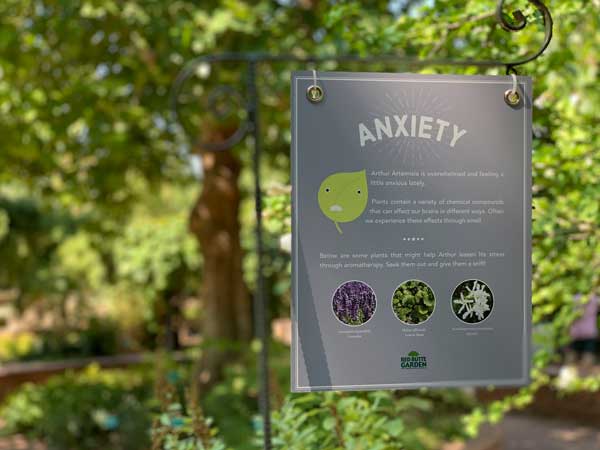 ANXIETY
Arthur Artemisia is overwhelmed and feeling a
little anxious lately.
Plants contain a variety of chemical compounds
that can affect our brains in different ways. Often
we experience these effects through smell.
Below are some plants that might help Arthur lessen his stress
through aromatherapy. Seek them out and give them a sniff!
RED BUTTE
GARDEN